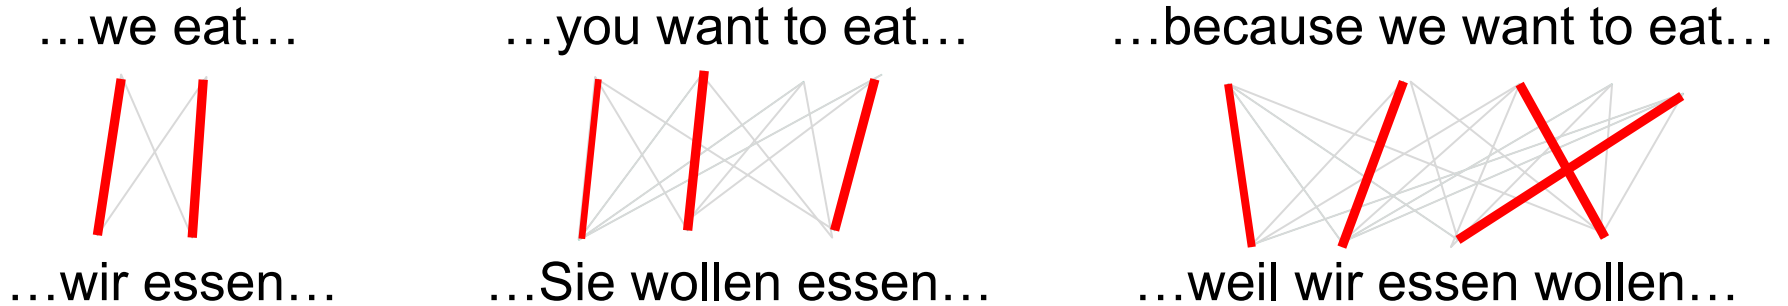 …we eat…
…you want to eat…
…because we want to eat…
…wir essen…
…Sie wollen essen…
…weil wir essen wollen…